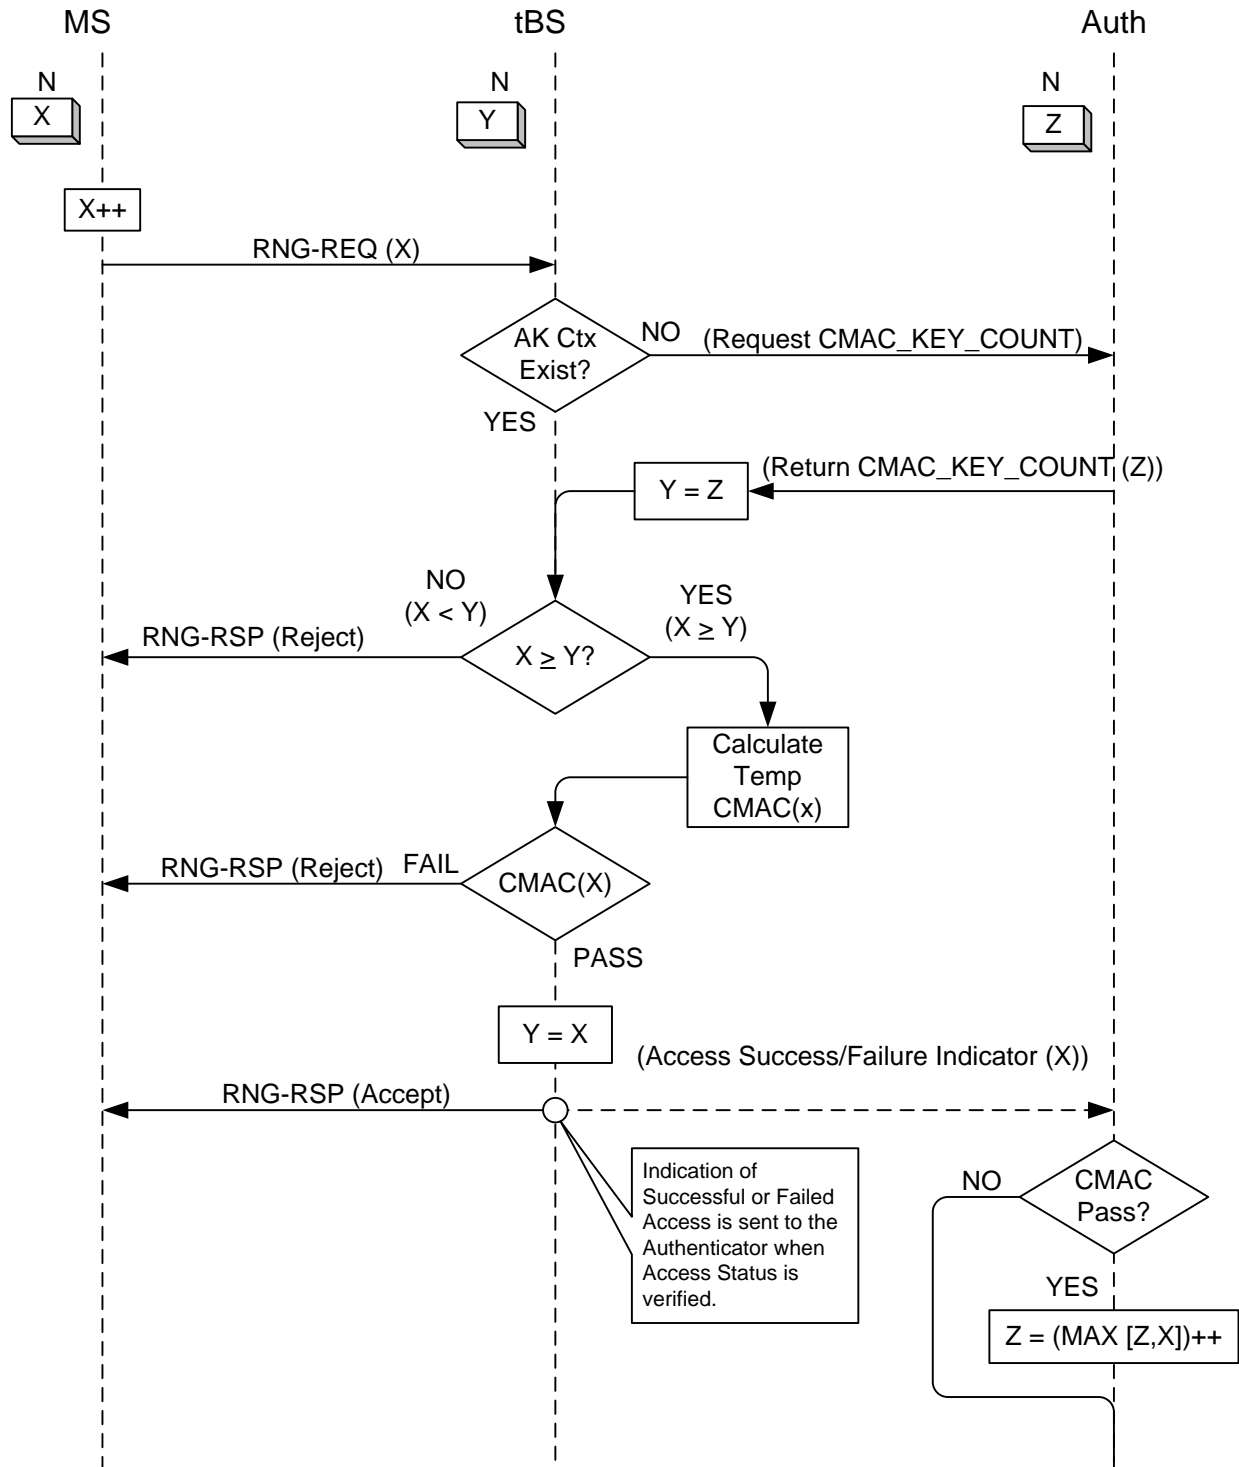 MS
tBS
Auth
N
N
N
X
Y
Z
X++
RNG-REQ (X)
AK Ctx
Exist?
NO
(Request CMAC_KEY_COUNT)
YES
(Return CMAC_KEY_COUNT (Z))
Y = Z
NO
(X < Y)
YES
(X ≥ Y)
RNG-RSP (Reject)
X ≥ Y?
Calculate
Temp
CMAC(x)
RNG-RSP (Reject)
FAIL
CMAC(X)
PASS
Y = X
(Access Success/Failure Indicator (X))
RNG-RSP (Accept)
Indication of
Successful or Failed
Access is sent to the
Authenticator when
Access Status is
verified.
NO
CMAC
Pass?
YES
Z = (MAX [Z,X])++